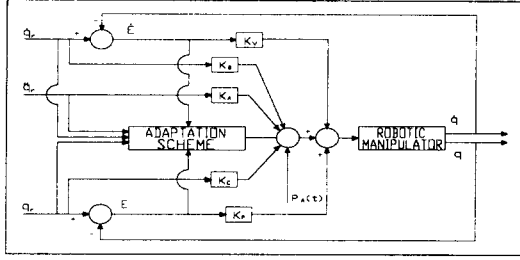 q̇r
+
-
Ė
Kv
KB
q̈r
KA
ADAPTATION
SCHEME
+
+
ROBOTIC
MANIPULATOR
q̇
q
KC
PA(t)
qr
+
-
E
KP